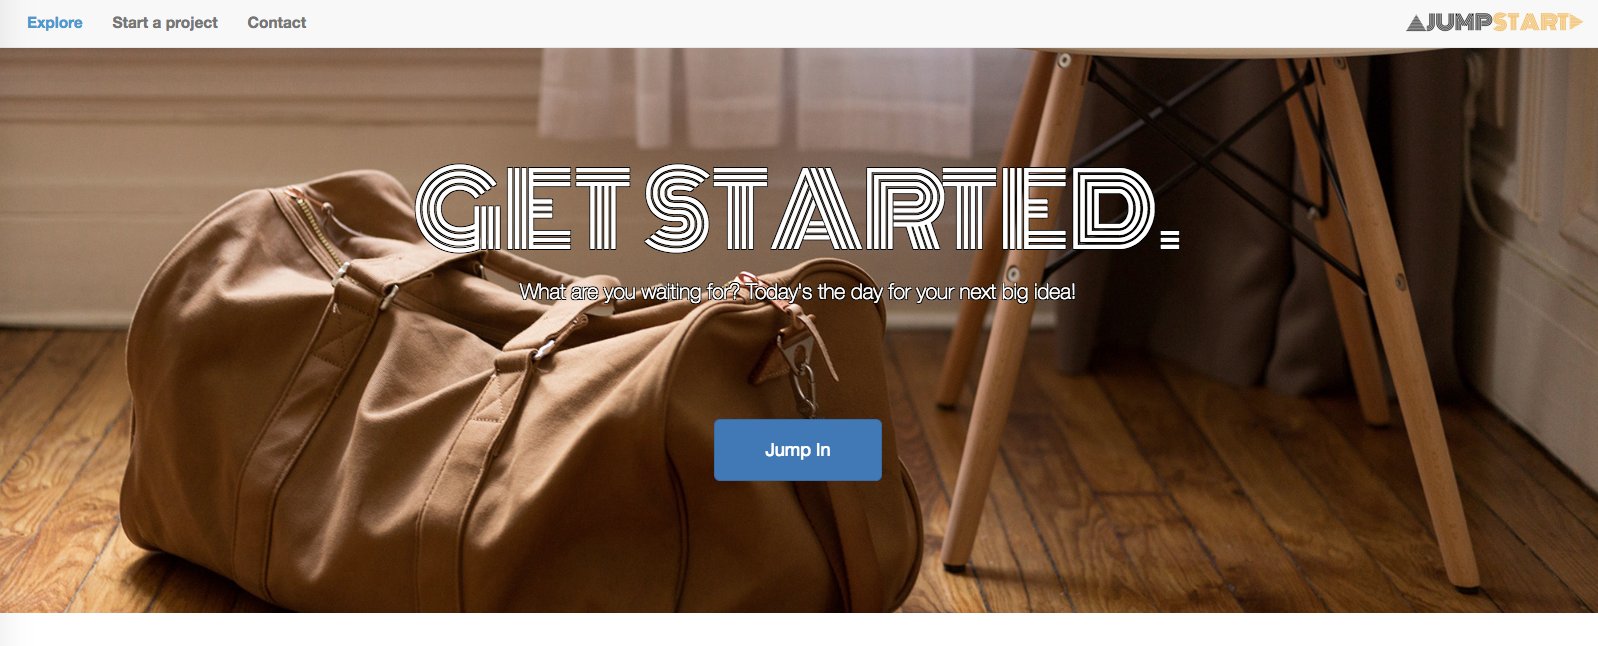 Explore Start a project Contact JUMPSTART
GET STARTED.
What are you waiting for? Today's the day for your next big idea!
Jump In